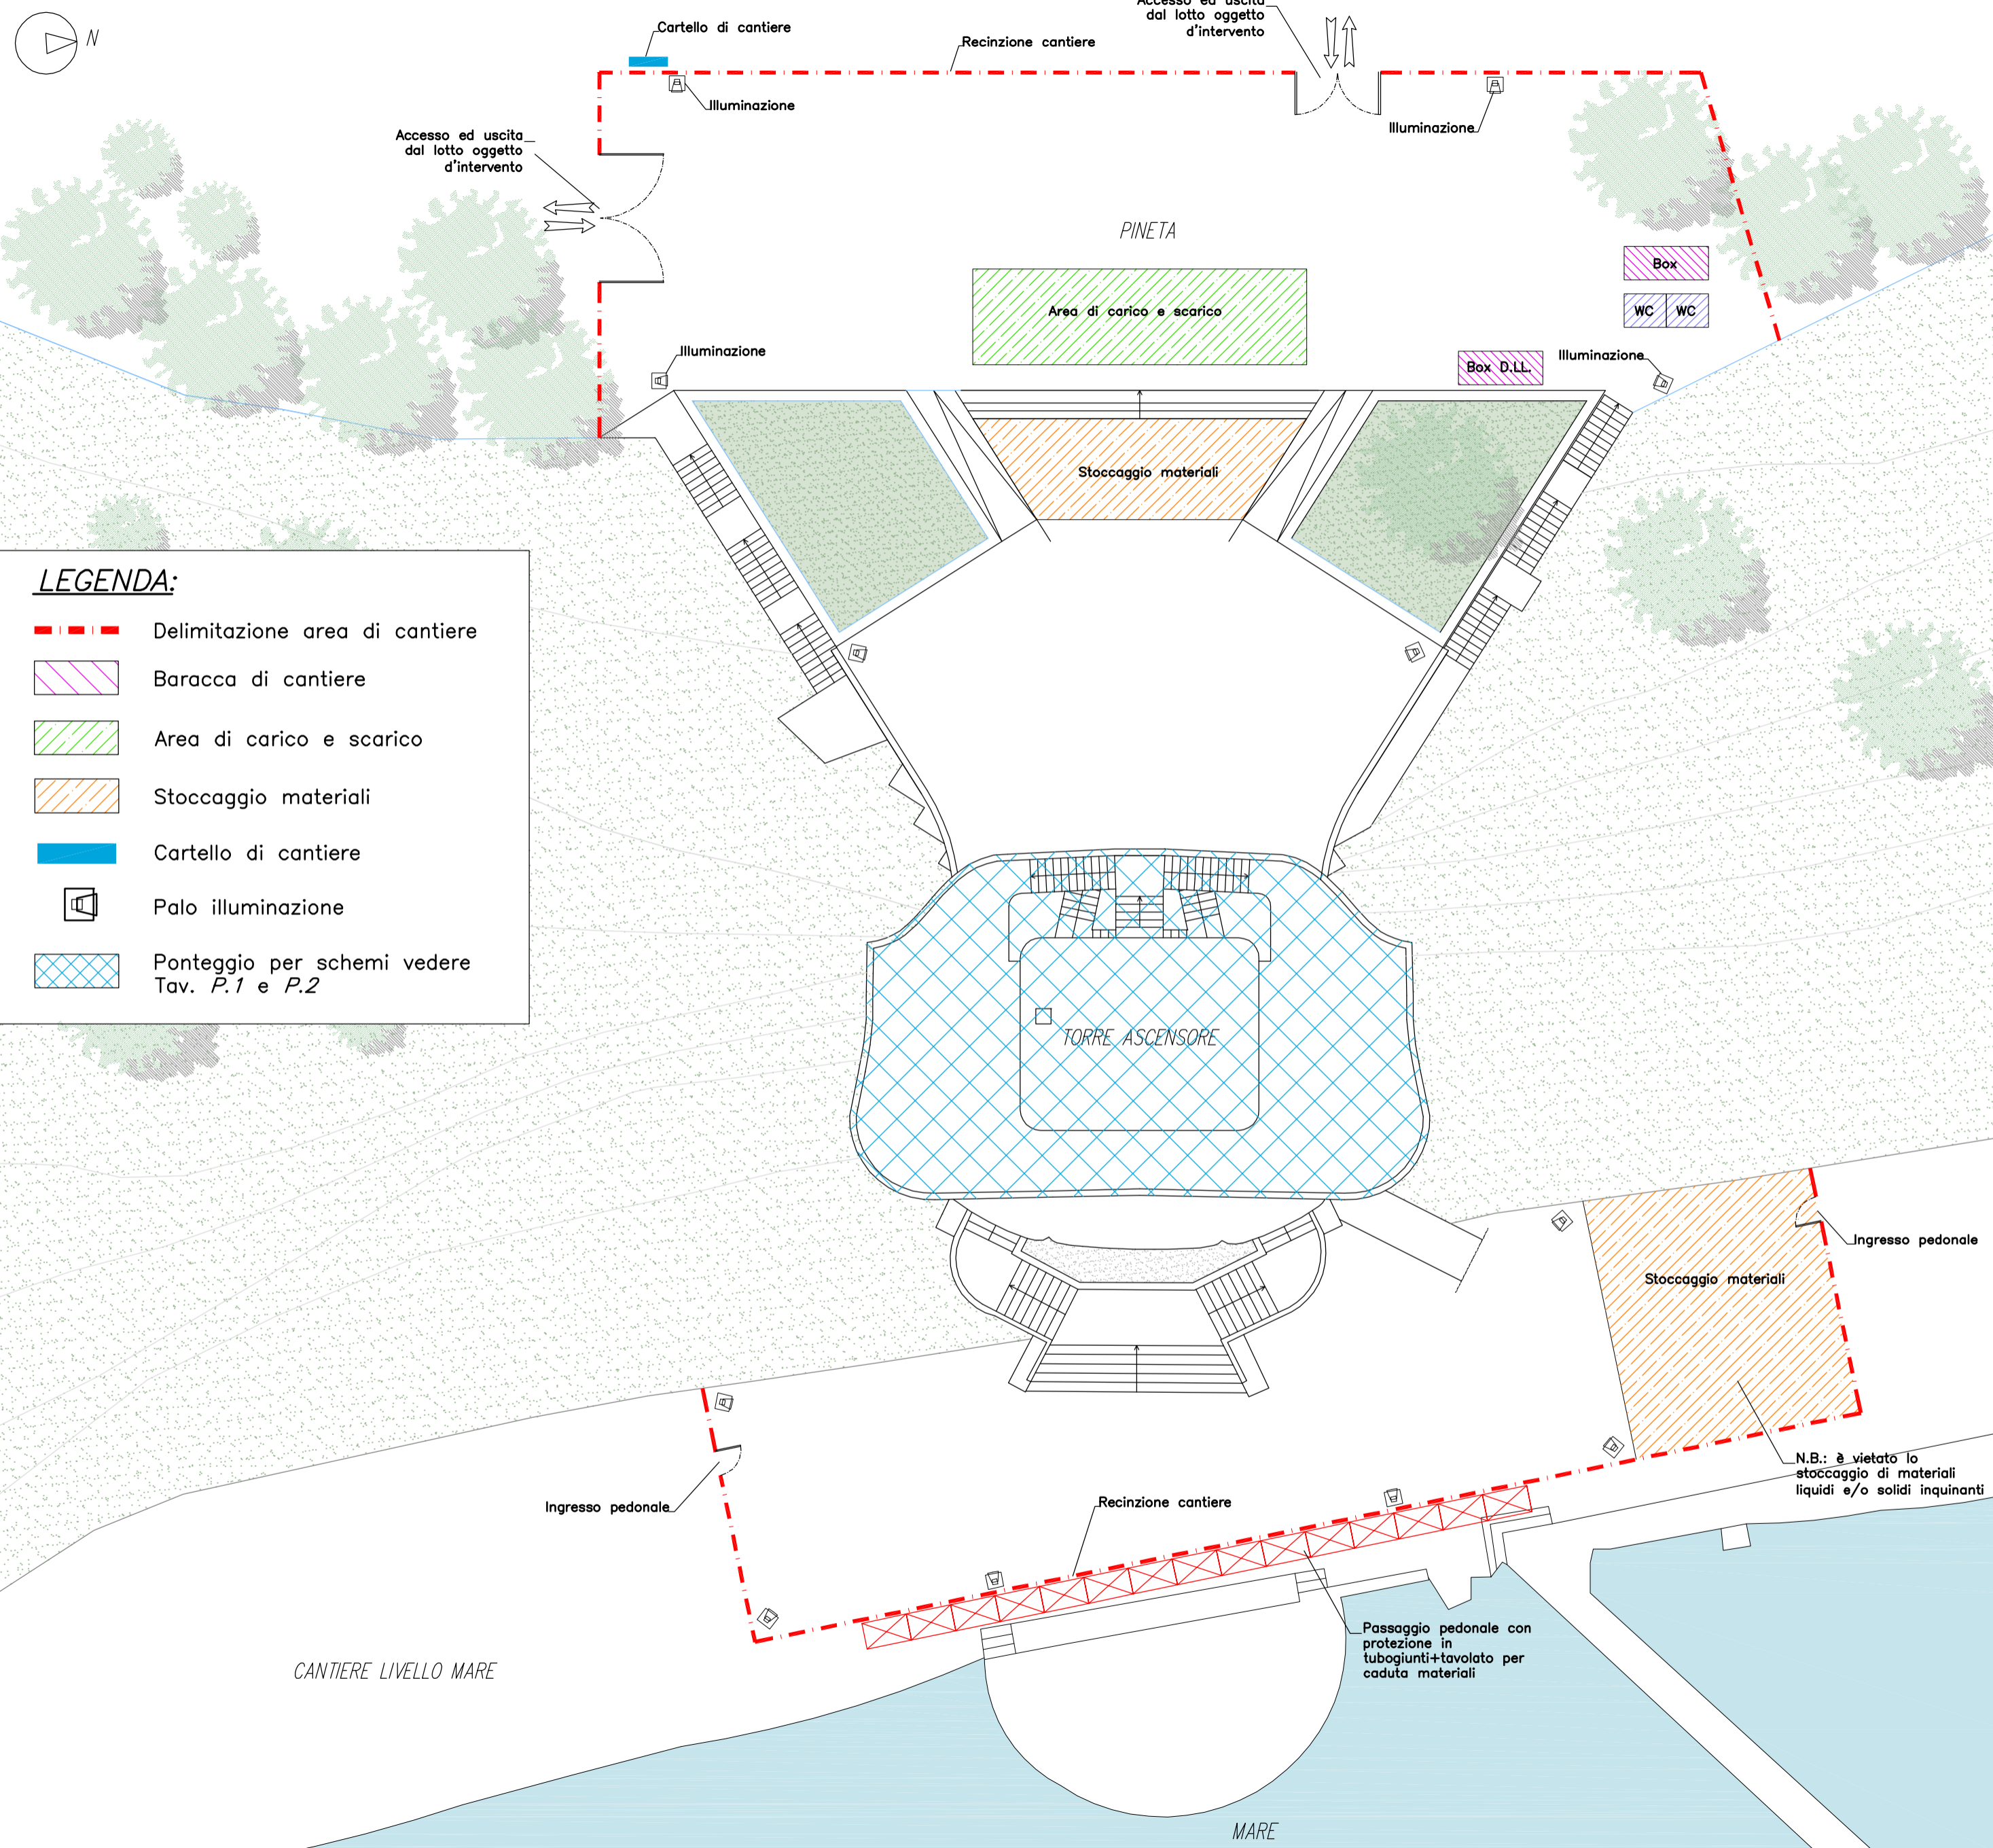 N
Cartello di cantiere
Recinzione cantiere
Accesso ed uscita
dal lotto oggetto
d'intervento
Illuminazione
Illuminazione
Accesso ed uscita
dal lotto oggetto
d'intervento
PINETA
Box
WC
WC
Area di carico e scarico
Illuminazione
Box D.LL.
Illuminazione
Stoccaggio materiali
LEGENDA:
Delimitazione area di cantiere
Baracca di cantiere
Area di carico e scarico
Stoccaggio materiali
Cartello di cantiere
Palo illuminazione
Ponteggio per schemi vedere
Tav. P.1 e P.2
TORRE ASCENSORE
Ingresso pedonale
Stoccaggio materiali
N.B.: è vietato lo
stoccaggio di materiali
liquidi e/o solidi inquinanti
Ingresso pedonale
Recinzione cantiere
Passaggio pedonale con
protezione in
tubogiunti+tavolato per
caduta materiali
CANTIERE LIVELLO MARE
MARE